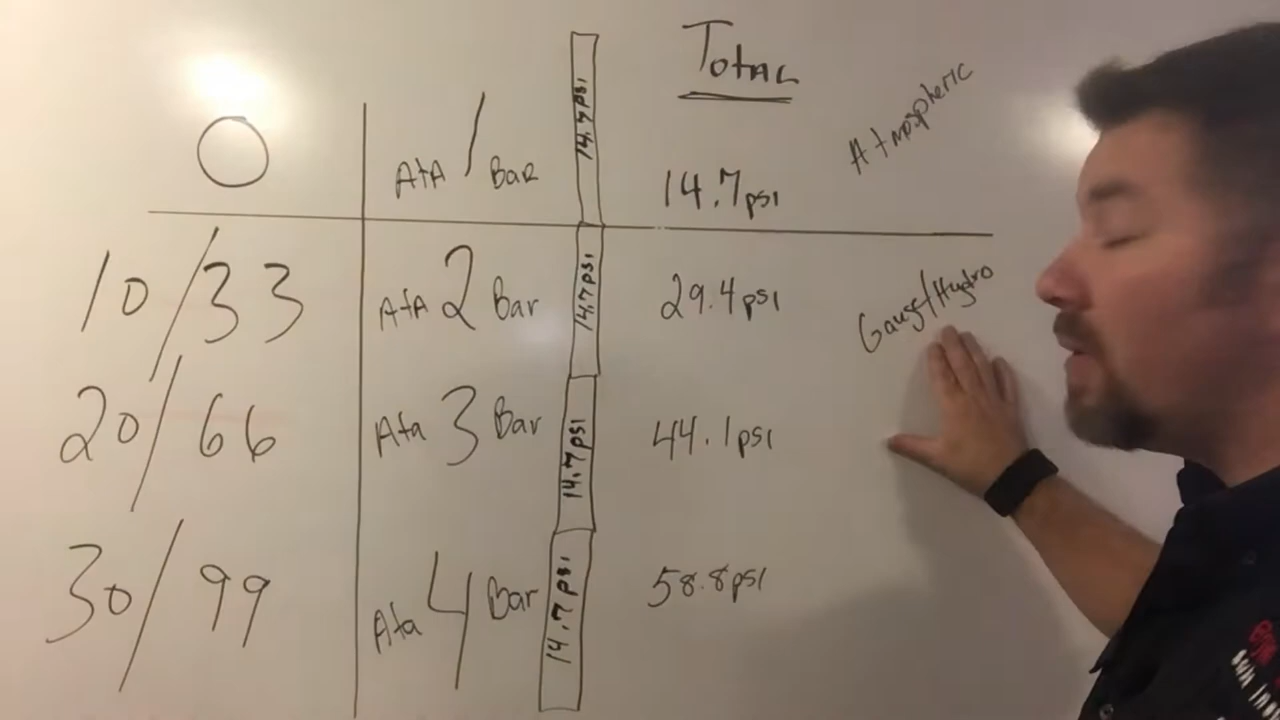 Total
Atmospheric
O
AtA 1 Bar
14.7psi
14.7psi
10/33
AtA 2 Bar
14.7psi
29.4psi
Gauge/Hydro
20/66
Ata 3 Bar
14.7psi
44.1psi
30/99
Ata 4 Bar
14.7psi
58.8psi